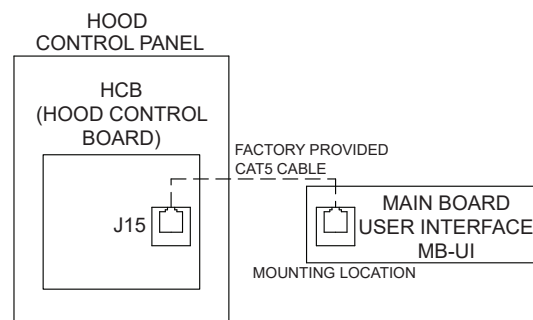 HOOD
CONTROL PANEL
HCB
(HOOD CONTROL
BOARD)
FACTORY PROVIDED
CAT5 CABLE
J15
MAIN BOARD
USER INTERFACE
MB-UI
MOUNTING LOCATION